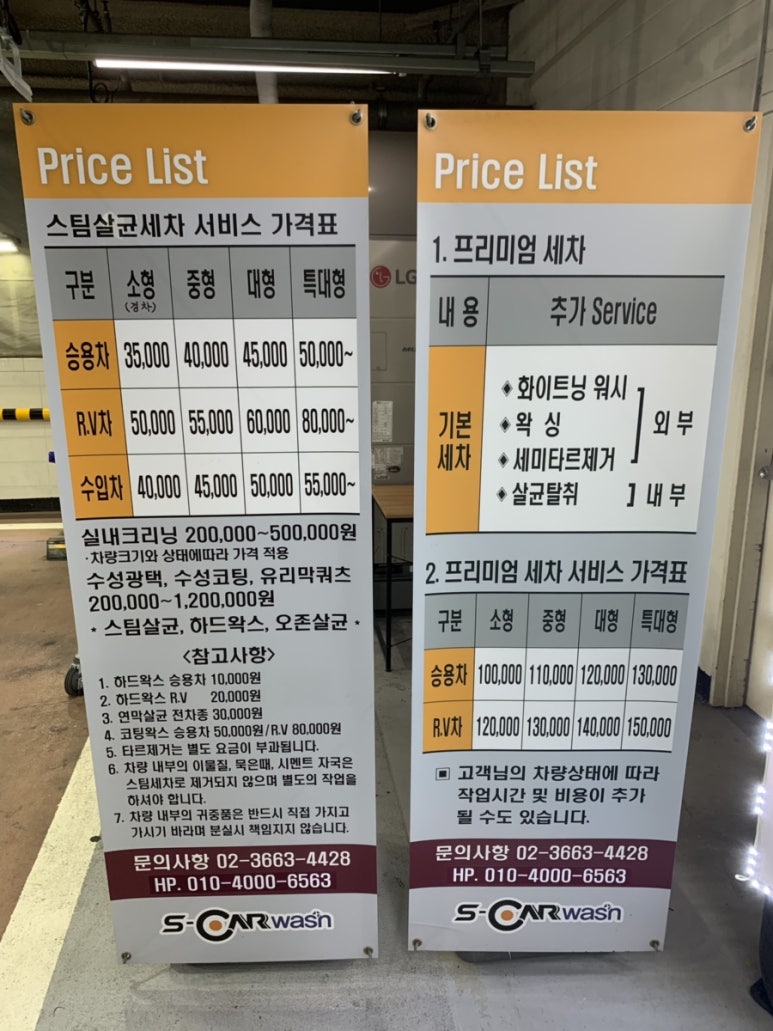 Price List
스팀살균세차 서비스 가격표
구분 소형 (경차) 중형 대형 특대형
승용차 35,000 40,000 45,000 50,000~
R.V차 50,000 55,000 60,000 80,000~
수입차 40,000 45,000 50,000 55,000~
실내크리닝 200,000~500,000원
·차량크기와 상태에따라 가격 적용
수성광택, 수성코팅, 유리막쿼츠
200,000~1,200,000원
* 스팀살균, 하드왁스, 오존살균 *
<참고사항>
1. 하드왁스 승용차 10,000원
2. 하드왁스 R.V 20,000원
3. 연막살균 전차종 30,000원
4. 코팅왁스 승용차 50,000원/R.V 80,000원
5. 타르제거는 별도 요금이 부과됩니다.
6. 차량 내부의 이물질, 묵은때, 시멘트 자국은
스팀세차로 제거되지 않으며 별도의 작업을
하셔야 합니다.
7. 차량 내부의 귀중품은 반드시 직접 가지고
가시기 바라며 분실시 책임지지 않습니다.
문의사항 02-3663-4428
HP. 010-4000-6563
S-CAR wash
LG
Price List
1. 프리미엄 세차
내 용 추가 Service
기본
세차
◈ 화이트닝 워시
◈ 왁 싱
◈ 세미타르제거
] 외 부
◈ 살균탈취 ] 내 부
2. 프리미엄 세차 서비스 가격표
구분 소형 중형 대형 특대형
승용차 100,000 110,000 120,000 130,000
R.V차 120,000 130,000 140,000 150,000
▣ 고객님의 차량상태에 따라
작업시간 및 비용이 추가
될 수도 있습니다.
문의사항 02-3663-4428
HP. 010-4000-6563
S-CAR wash